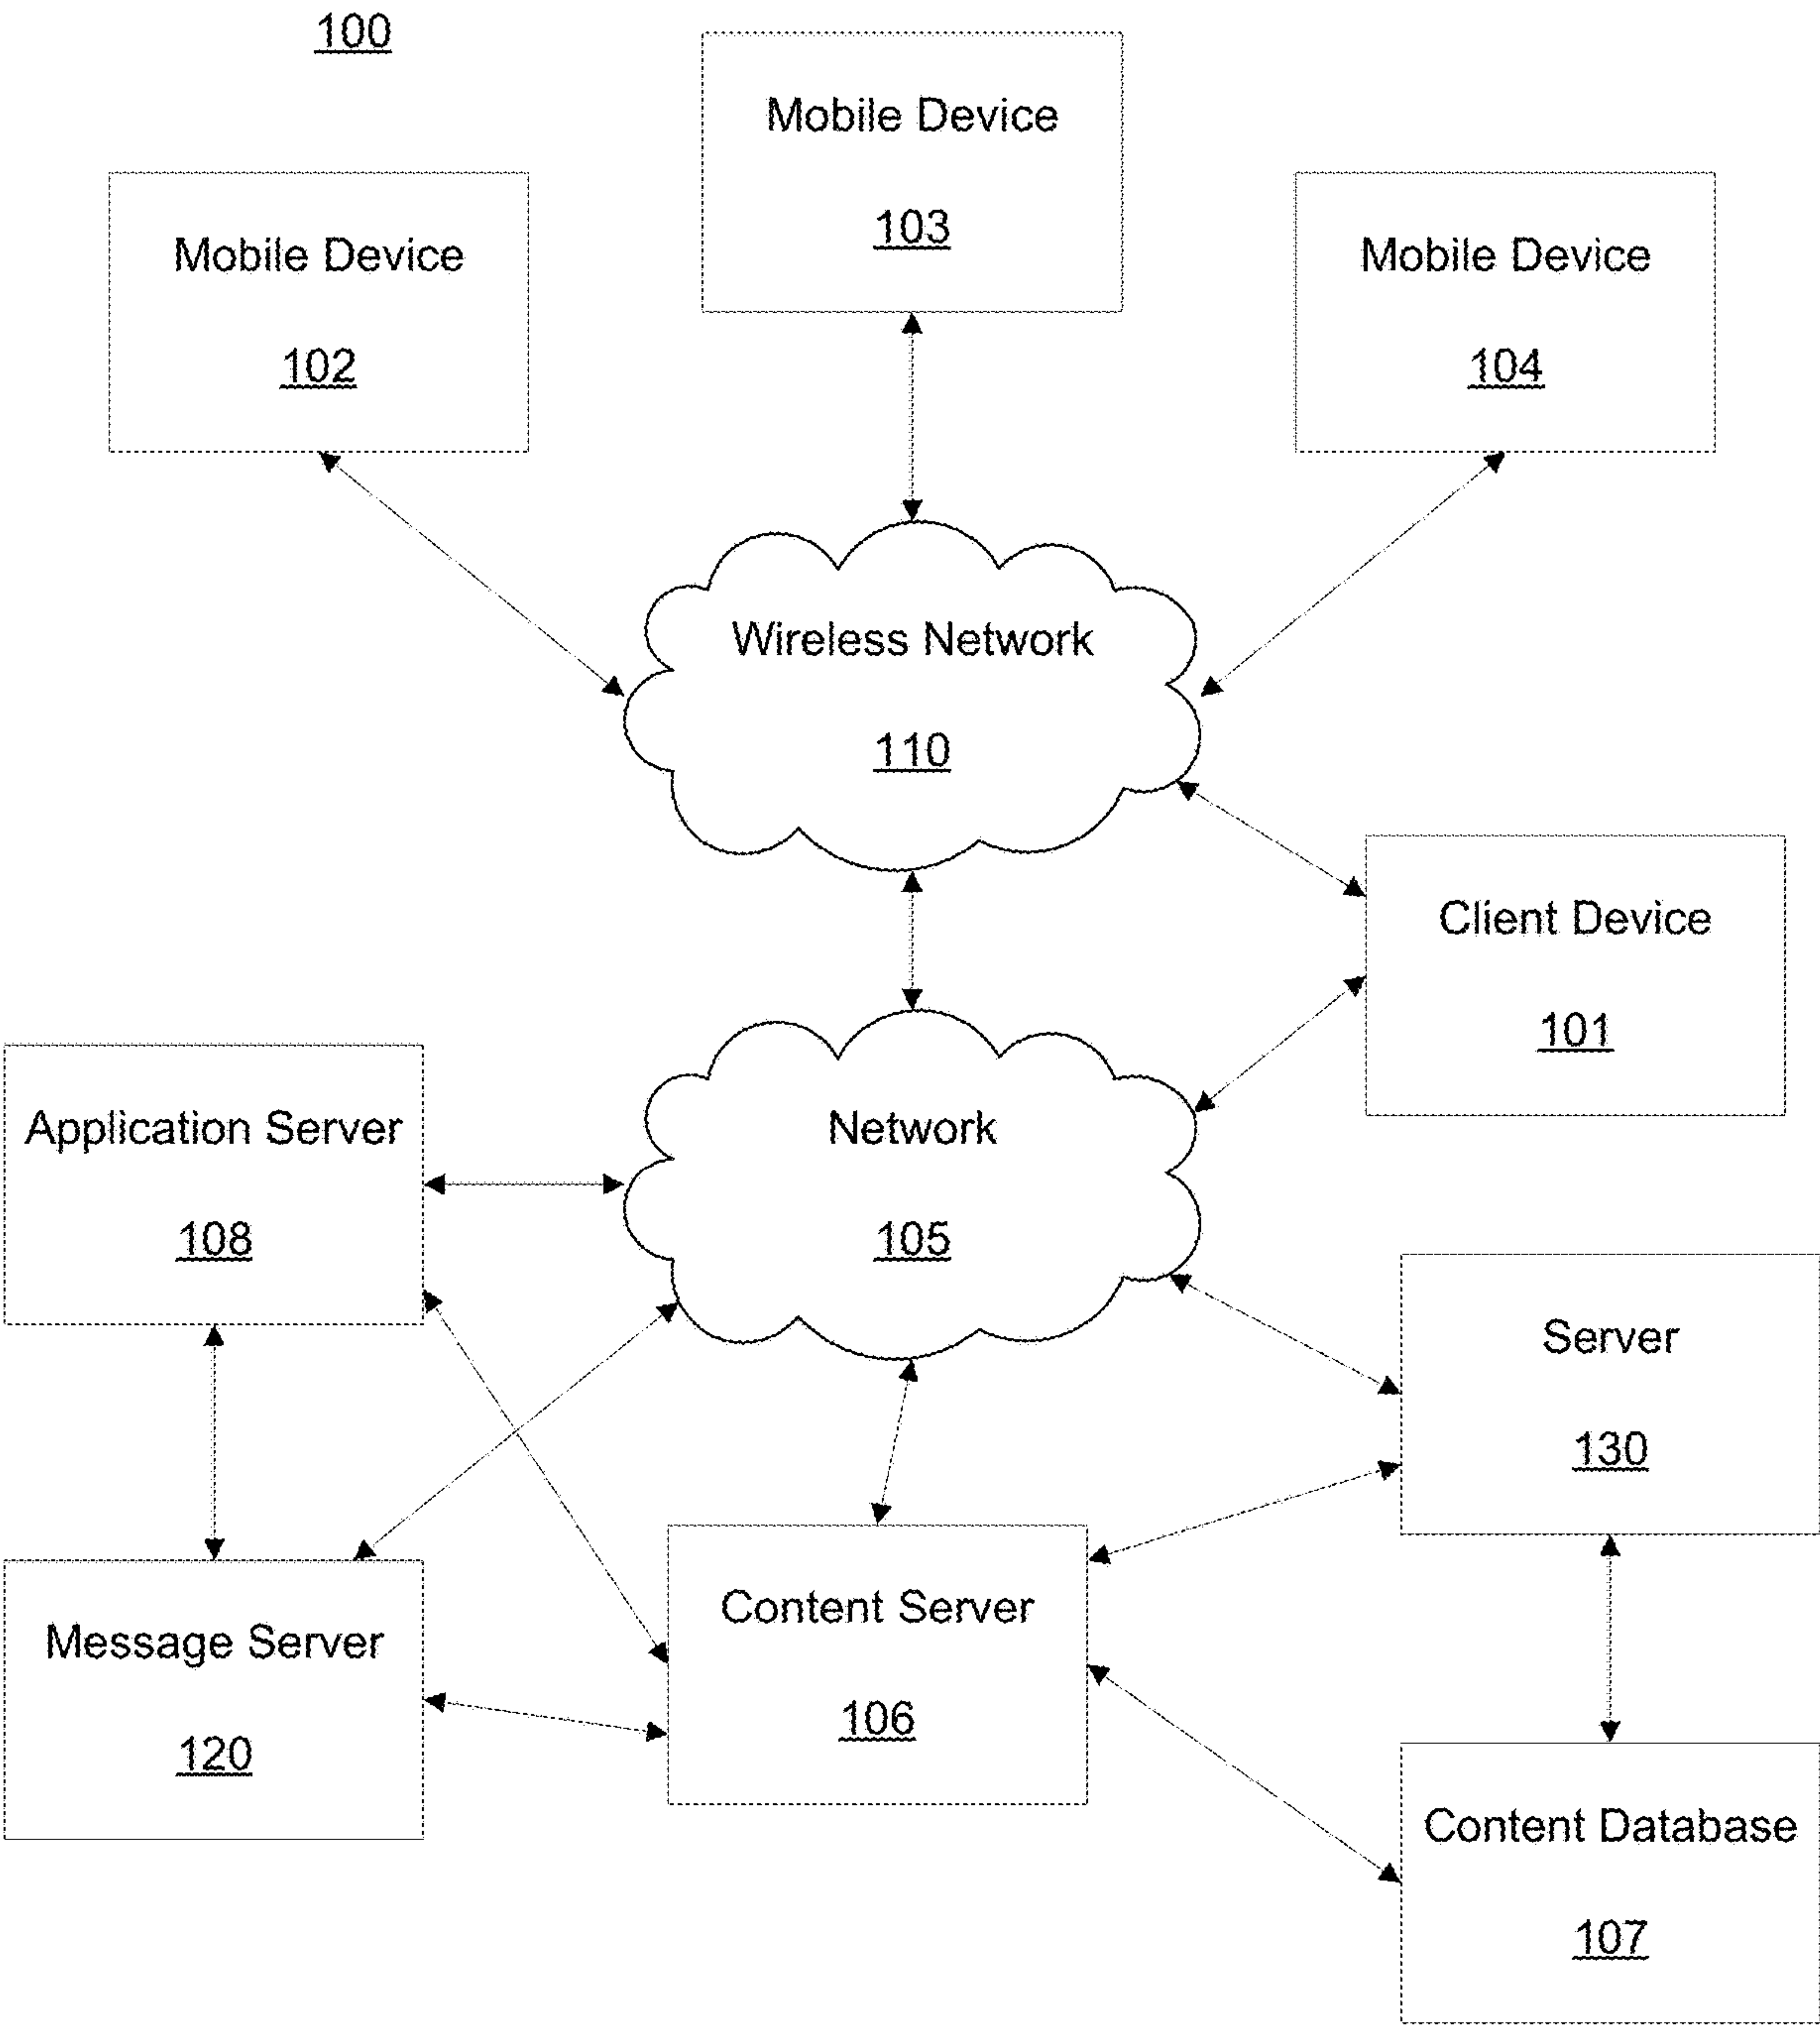 100
Mobile Device
103
Mobile Device
102
Mobile Device
104
Wireless Network
110
Client Device
101
Application Server
108
Network
105
Server
130
Message Server
120
Content Server
106
Content Database
107